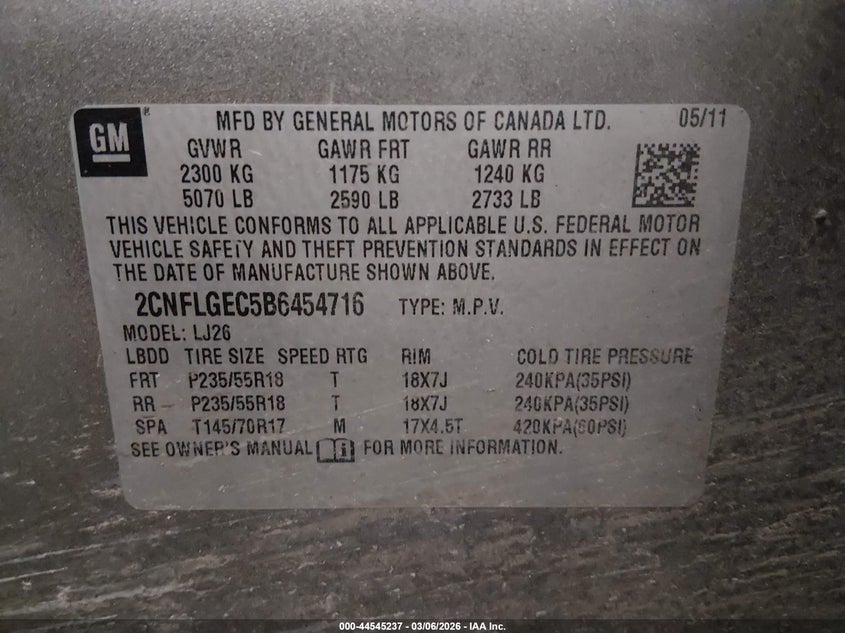 GM
®
MFD BY GENERAL MOTORS OF CANADA LTD. 05/11
GVWR GAWR FRT GAWR RR
2300 KG 1175 KG 1240 KG
5070 LB 2590 LB 2733 LB
THIS VEHICLE CONFORMS TO ALL APPLICABLE U.S. FEDERAL MOTOR
VEHICLE SAFETY AND THEFT PREVENTION STANDARDS IN EFFECT ON
THE DATE OF MANUFACTURE SHOWN ABOVE.
2CNFLGEC5B6454716 TYPE: M.P.V.
MODEL: LJ26
LBDD TIRE SIZE SPEED RTG RIM COLD TIRE PRESSURE
FRT P235/55R18 T 18X7J 240KPA(35PSI)
RR P235/55R18 T 18X7J 240KPA(35PSI)
SPA T145/70R17 M 17X4.5T 420KPA(60PSI)
SEE OWNER'S MANUAL FOR MORE INFORMATION.
000-44545237 - 03/06/2026 - IAA Inc.